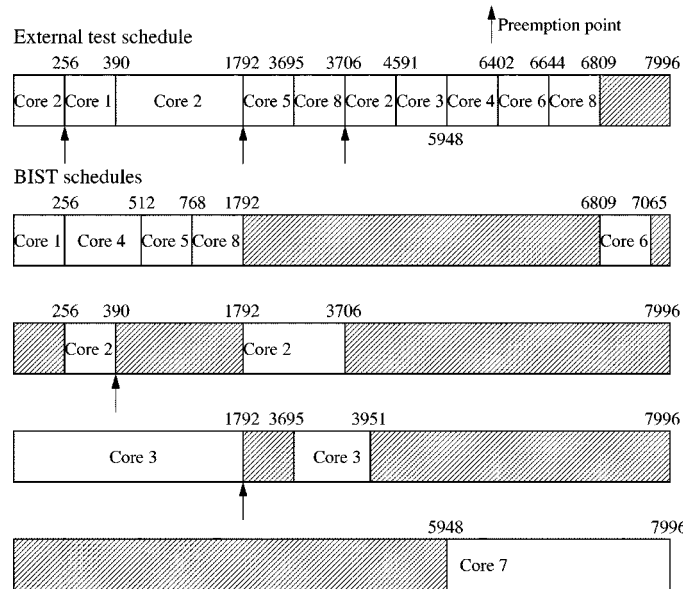 Preemption point
External test schedule
256 390 1792 3695 3706 4591 6402 6644 6809 7996
Core 2 Core 1 Core 2 Core 5 Core 8 Core 2 Core 3 Core 4 Core 6 Core 8
5948
BIST schedules
256 512 768 1792 6809 7065
Core 1 Core 4 Core 5 Core 8 Core 6
256 390 1792 3706 7996
Core 2 Core 2
1792 3695 3951 7996
Core 3 Core 3
5948 7996
Core 7